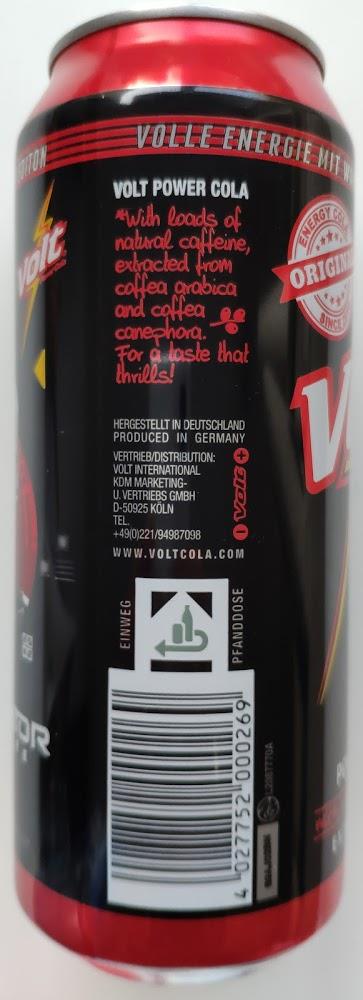 VOLLE ENERGIE MIT
VOLT POWER COLA
*With loads of
natural caffeine,
extracted from
coffea arabica
and coffea
canephora.
For a taste that
thrills!
HERGESTELLT IN DEUTSCHLAND
PRODUCED IN GERMANY
VERTRIEB/DISTRIBUTION:
VOLT INTERNATIONAL
KDM MARKETING-
U. VERTRIEBS GMBH
D-50925 KÖLN
TEL.
+49(0)221/94987098
WWW.VOLTCOLA.COM
Volt
EINWEG
PFANDDOSE
4 027752 000269
volt
ENERGY
SINCE